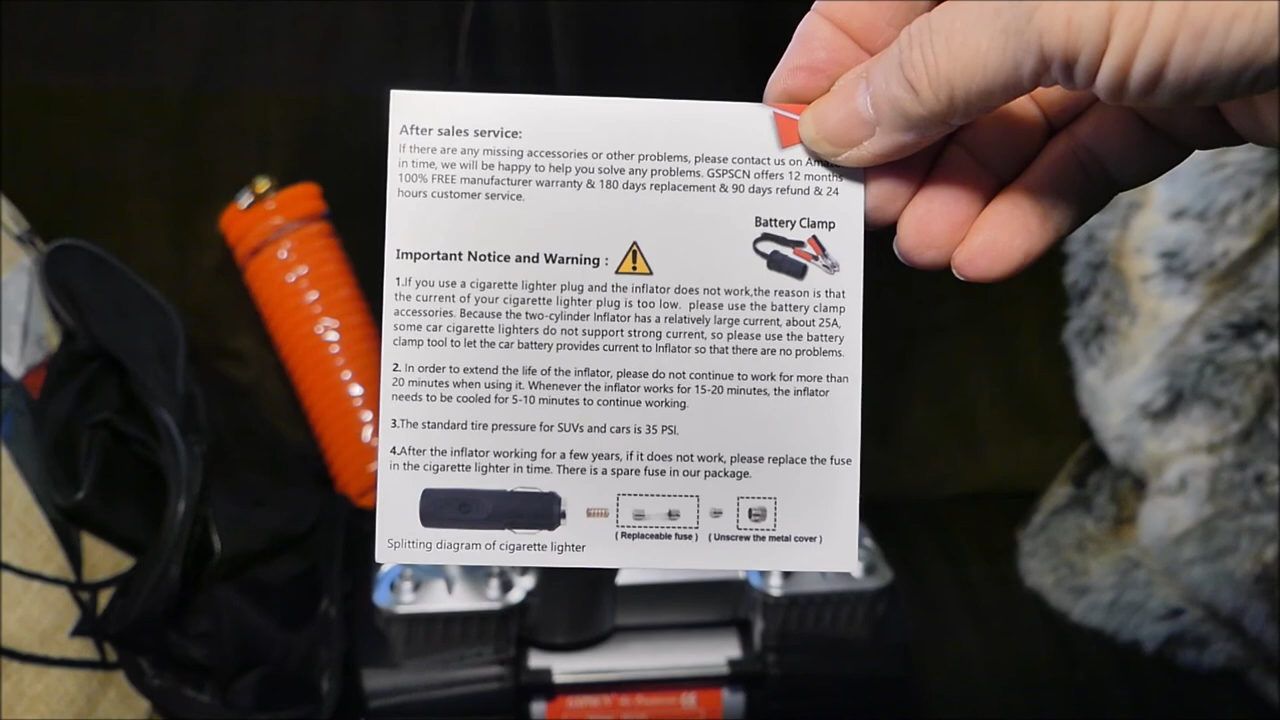 After sales service:
If there are any missing accessories or other problems, please contact us on
in time, we will be happy to help you solve any problems. GSPSCN offers 12 months
100% FREE manufacturer warranty & 180 days replacement & 90 days refund & 24
hours customer service.
Battery Clamp
Important Notice and Warning :
1.If you use a cigarette lighter plug and the inflator does not work,the reason is that
the current of your cigarette lighter plug is too low. please use the battery clamp
accessories. Because the two-cylinder Inflator has a relatively large current, about 25A,
some car cigarette lighters do not support strong current, so please use the battery
clamp tool to let the car battery provides current to Inflator so that there are no problems.
2. In order to extend the life of the inflator, please do not continue to work for more than
20 minutes when using it. Whenever the inflator works for 15-20 minutes, the inflator
needs to be cooled for 5-10 minutes to continue working.
3.The standard tire pressure for SUVs and cars is 35 PSI.
4.After the inflator working for a few years, if it does not work, please replace the fuse
in the cigarette lighter in time. There is a spare fuse in our package.
( Replaceable fuse ) ( Unscrew the metal cover )
Splitting diagram of cigarette lighter